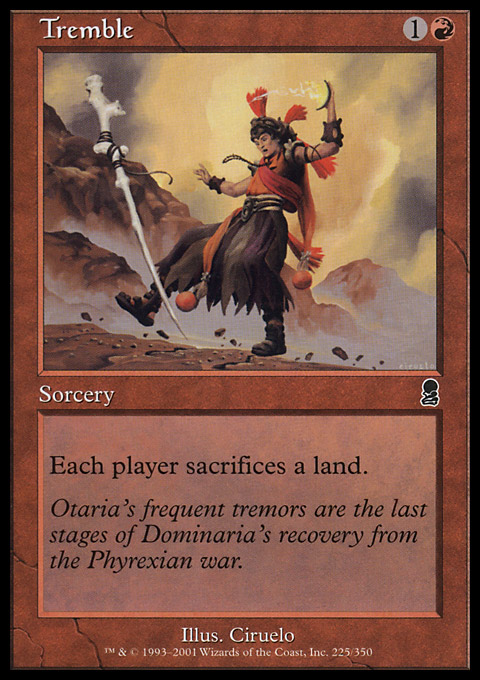 Tremble 1
ciruelo
Sorcery
Each player sacrifices a land.
Otaria's frequent tremors are the last
stages of Dominaria's recovery from
the Phyrexian war.
Illus. Ciruelo
™ & © 1993–2001 Wizards of the Coast, Inc. 225/350